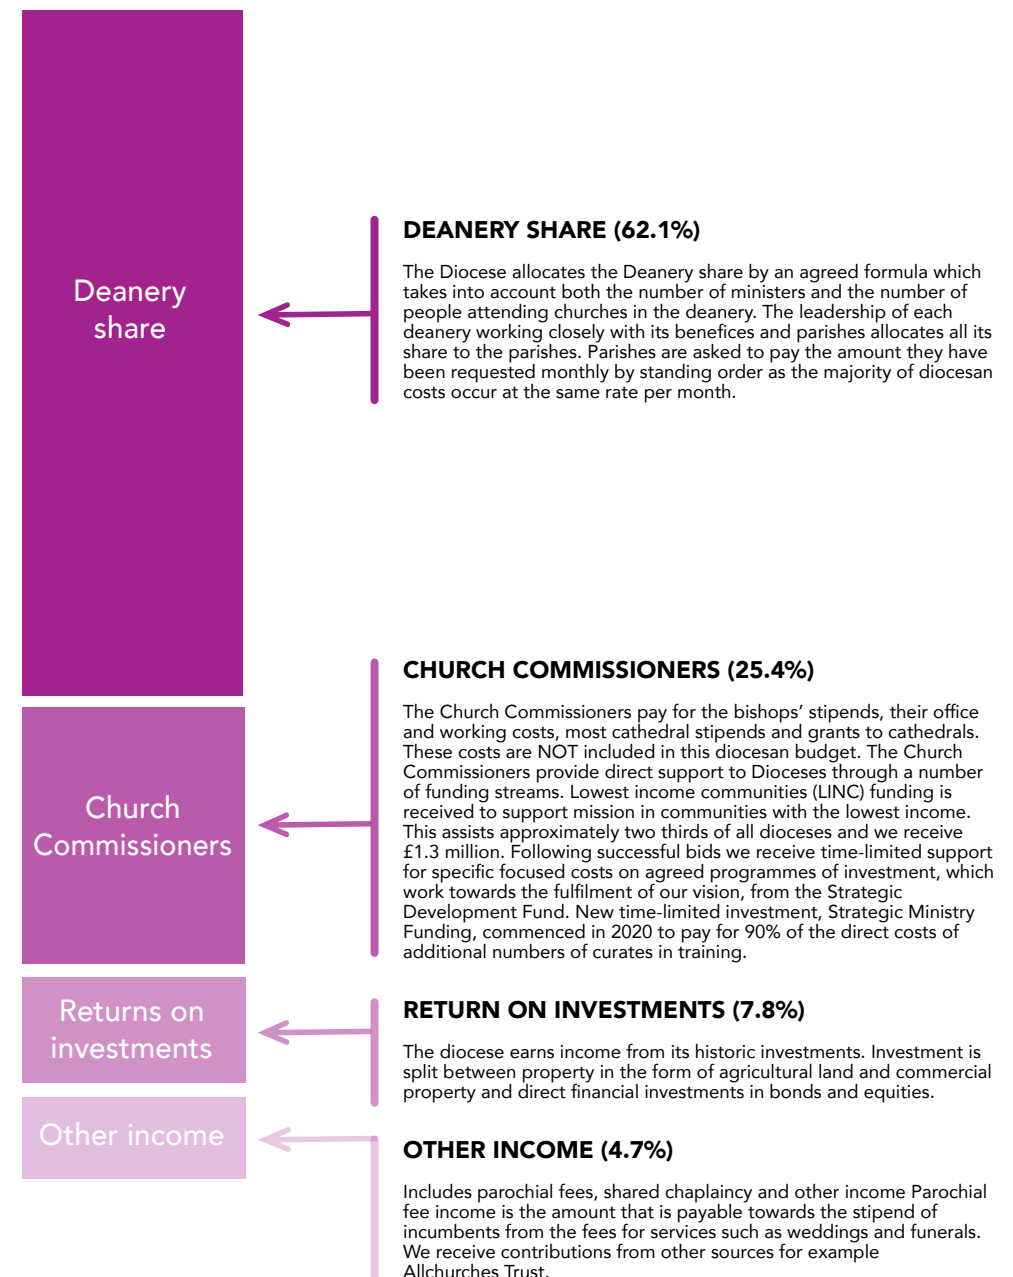 Deanery
share
DEANERY SHARE (62.1%)
The Diocese allocates the Deanery share by an agreed formula which
takes into account both the number of ministers and the number of
people attending churches in the deanery. The leadership of each
deanery working closely with its benefices and parishes allocates all its
share to the parishes. Parishes are asked to pay the amount they have
been requested monthly by standing order as the majority of diocesan
costs occur at the same rate per month.
Church
Commissioners
CHURCH COMMISSIONERS (25.4%)
The Church Commissioners pay for the bishops’ stipends, their office
and working costs, most cathedral stipends and grants to cathedrals.
These costs are NOT included in this diocesan budget. The Church
Commissioners provide direct support to Dioceses through a number
of funding streams. Lowest income communities (LINC) funding is
received to support mission in communities with the lowest income.
This assists approximately two thirds of all dioceses and we receive
£1.3 million. Following successful bids we receive time-limited support
for specific focused costs on agreed programmes of investment, which
work towards the fulfilment of our vision, from the Strategic
Development Fund. New time-limited investment, Strategic Ministry
Funding, commenced in 2020 to pay for 90% of the direct costs of
additional numbers of curates in training.
Returns on
investments
RETURN ON INVESTMENTS (7.8%)
The diocese earns income from its historic investments. Investment is
split between property in the form of agricultural land and commercial
property and direct financial investments in bonds and equities.
Other income
OTHER INCOME (4.7%)
Includes parochial fees, shared chaplaincy and other income Parochial
fee income is the amount that is payable towards the stipend of
incumbents from the fees for services such as weddings and funerals.
We receive contributions from other sources for example
Allchurches Trust.